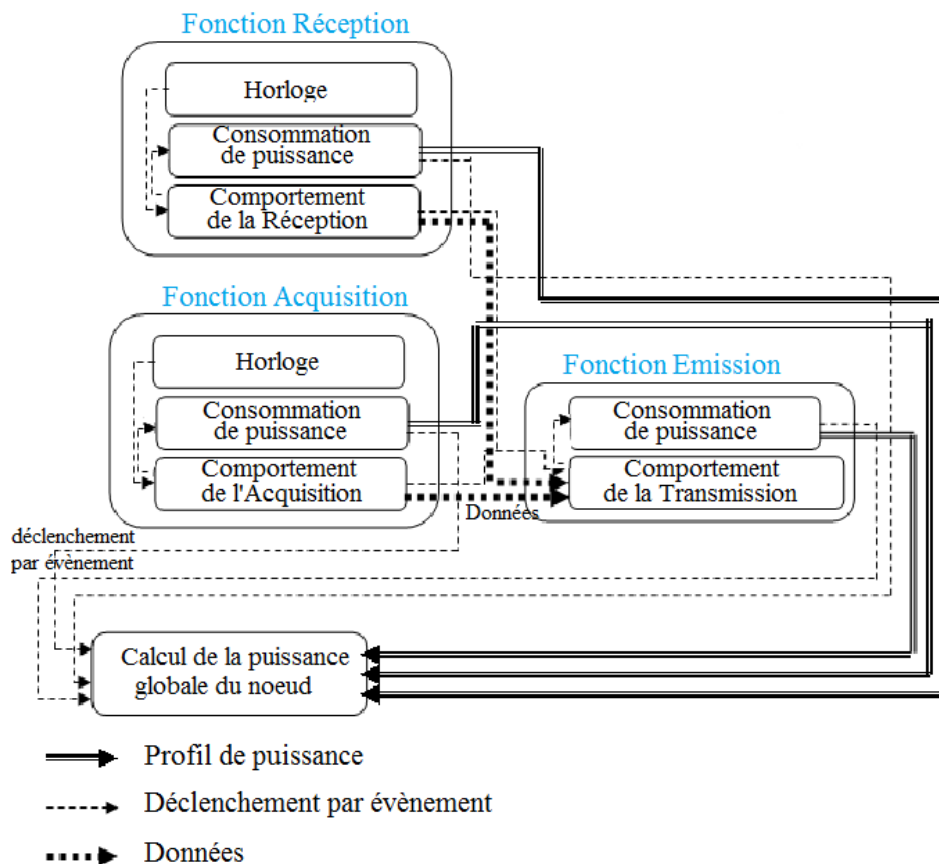 Fonction Réception
Horloge
Consommation
de puissance
Comportement
de la Réception
Fonction Acquisition
Horloge
Consommation
de puissance
Comportement
de l'Acquisition
Fonction Emission
Consommation
de puissance
Comportement
de la Transmission
Données
déclenchement
par évènement
Calcul de la puissance
globale du noeud
Profil de puissance
Déclenchement par évènement
Données